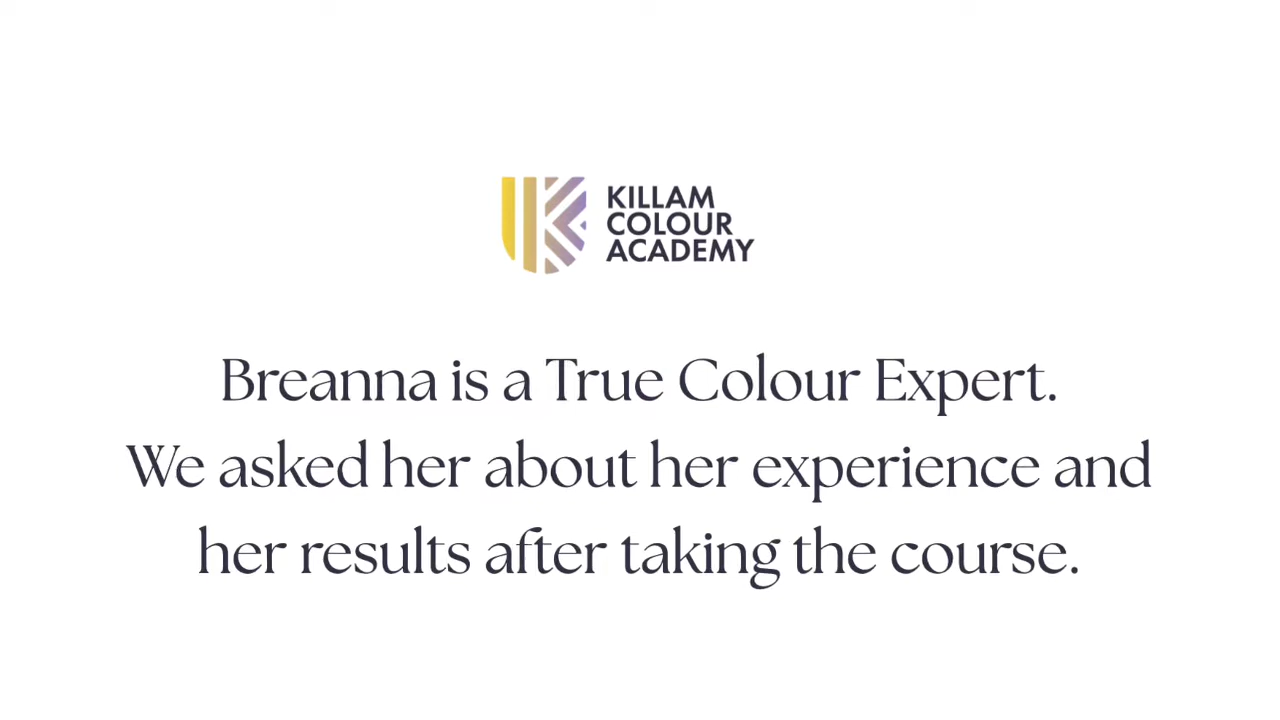 KILLAM
COLOUR
ACADEMY
Breanna is a True Colour Expert.
We asked her about her experience and
her results after taking the course.